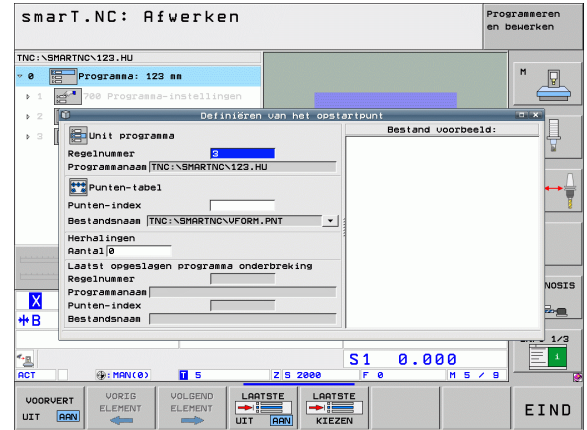 smarT.NC: Afwerken
Programmeren
en bewerken
TNC:\SMARTNC\123.HU
0 Programma: 123 mm
1 700 Programma-instellingen
2
3
M
Definiëren van het opstartpunt
Unit programma
Bestand voorbeeld:
Regelnummer 3
Programmanaam TNC:\SMARTNC\123.HU
Punten-tabel
Punten-index
Bestandsnaam TNC:\SMARTNC\VFORM.PNT
Herhalingen
Aantal 0
Laatst opgeslagen programma onderbreking
Regelnummer
Programmanaam
Punten-index
Bestandsnaam
NOSIS
X
B
1/3
S1 0.000
ACT : MAN(0) T 5 Z S 2000 F 0 M 5 / 9
VOORVERT
UIT AAN
VORIG
ELEMENT
VOLGEND
ELEMENT
LAATSTE
UIT AAN
LAATSTE
KIEZEN
EIND